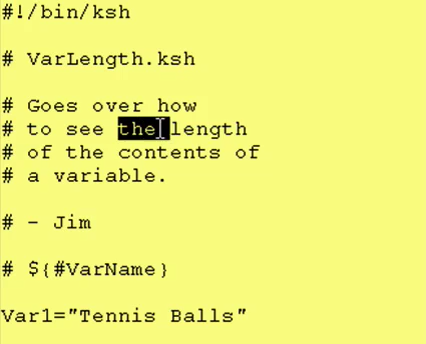 #!/bin/ksh
# VarLength.ksh
# Goes over how
# to see the length
# of the contents of
# a variable.
# - Jim
# ${#VarName}
Var1="Tennis Balls"